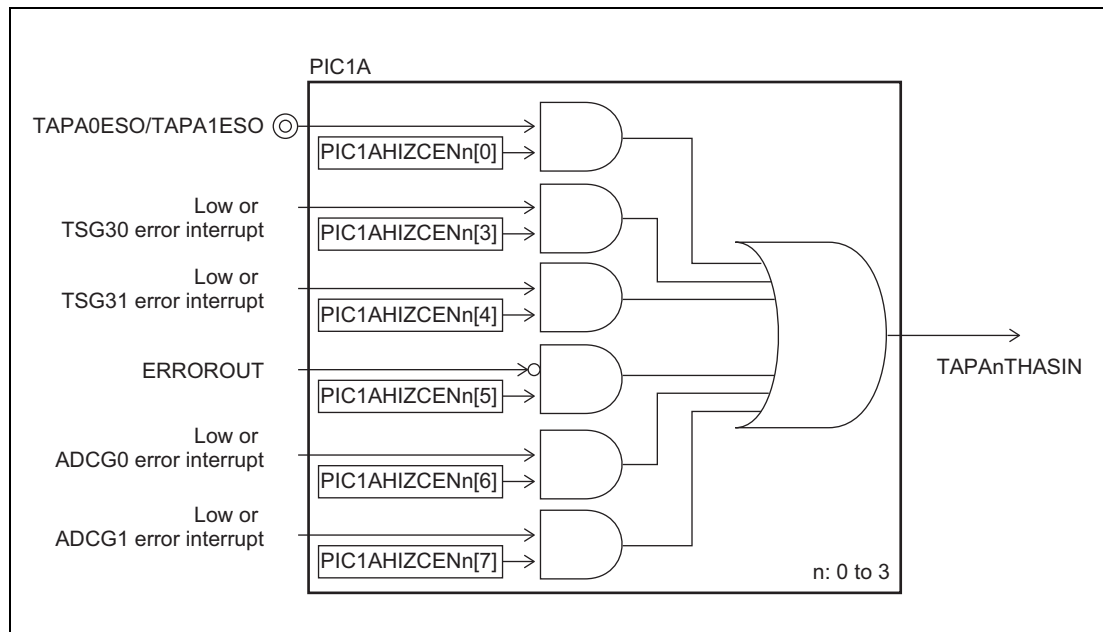 PIC1A
TAPA0ESO/TAPA1ESO
PIC1AHIZCENn[0]
Low or
TSG30 error interrupt
PIC1AHIZCENn[3]
Low or
TSG31 error interrupt
PIC1AHIZCENn[4]
ERROROUT
PIC1AHIZCENn[5]
TAPAnTHASIN
Low or
ADCG0 error interrupt
PIC1AHIZCENn[6]
Low or
ADCG1 error interrupt
PIC1AHIZCENn[7]
n: 0 to 3